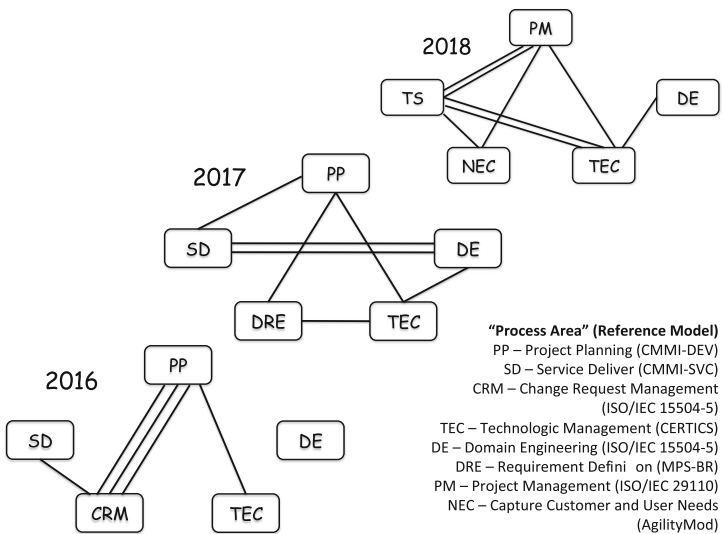 2018
PM
TS
DE
NEC
TEC
2017
PP
SD
DE
DRE
TEC
2016
PP
SD
DE
CRM
TEC
“Process Area” (Reference Model)
PP – Project Planning (CMMI-DEV)
SD – Service Deliver (CMMI-SVC)
CRM – Change Request Management
(ISO/IEC 15504-5)
TEC – Technologic Management (CERTICS)
DE – Domain Engineering (ISO/IEC 15504-5)
DRE – Requirement Defini on (MPS-BR)
PM – Project Management (ISO/IEC 29110)
NEC – Capture Customer and User Needs
(AgilityMod)